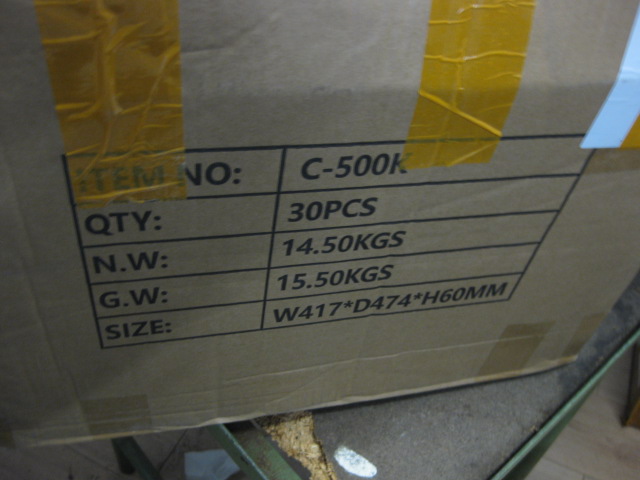 ITEM NO: C-500K
QTY: 30PCS
N.W: 14.50KGS
G.W: 15.50KGS
SIZE: W417*D474*H60MM